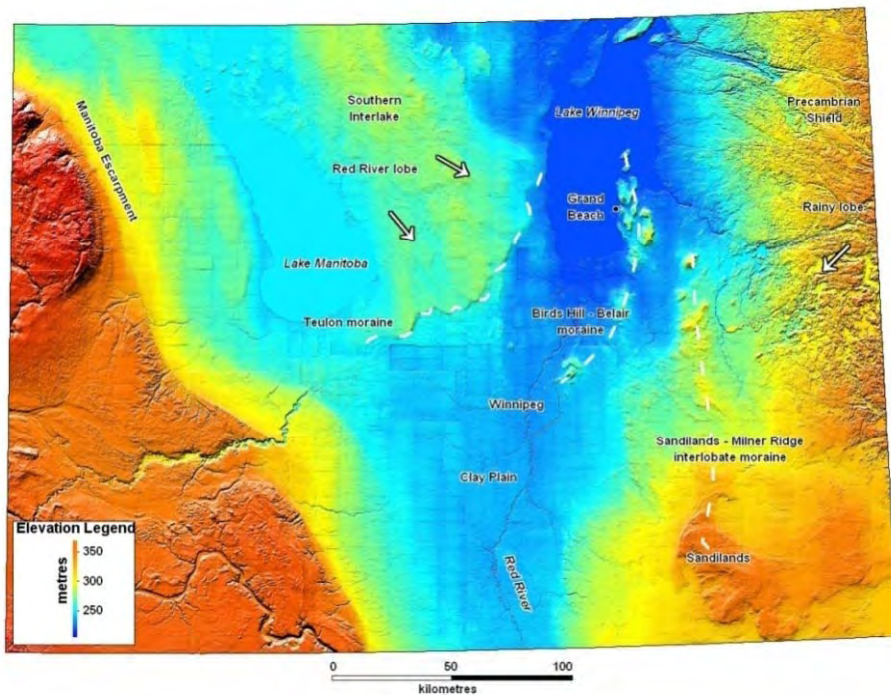 Manitoba Escarpment
Southern
Interlake
Lake Winnipeg
Precambrian
Shield
Red River lobe
Grand
Beach
Rainy lobe
Lake Manitoba
Teulon moraine
Birds Hill - Belair
moraine
Winnipeg
Sandilands - Milner Ridge
interlobate moraine
Clay Plain
Sandilands
Red River
Elevation Legend
metres
350
300
250
0 50 100
kilometres